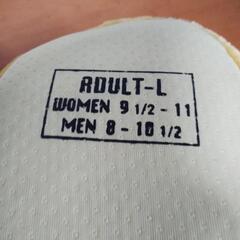 ADULT-L
WOMEN 9 1/2 - 11
MEN 8 - 10 1/2